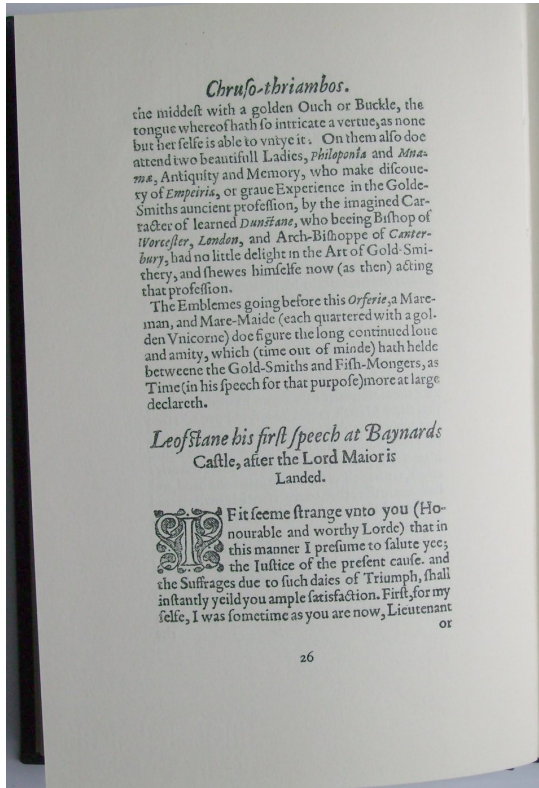 Chruſo-thriambos.
the middeſt with a golden Ouch or Buckle, the
tongue whereof hath ſo intricate a vertue, as none
but her ſelfe is able to vntye it: On them alſo doe
attend two beautifull Ladies, Philoponia and Mna-
mæ, Antiquity and Memory, who make diſcoue-
ry of Empeiria, or graue Experience in the Golde-
Smiths auncient profeſſion, by the imagined Car-
racter of learned Dunſtane, who beeing Biſhop of
Worceſter, London, and Arch-Biſhoppe of Canter-
bury, had no little delight in the Art of Gold-Smi-
thery, and ſhewes himſelfe now (as then) acting
that profeſſion.
The Emblemes going before this Orferie, a Mare-
man, and Mare-Maide (each quartered with a gol-
den Vnicorne) doe figure the long continued loue
and amity, which (time out of minde) hath helde
betweene the Gold-Smiths and Fiſh-Mongers, as
Time (in his ſpeech for that purpoſe) more at large
declareth.
Leofſtane his firſt ſpeech at Baynards
Caſtle, after the Lord Maior is
Landed.
IF it ſeeme ſtrange vnto you (Ho-
nourable and worthy Lorde) that in
this manner I preſume to ſalute yee;
the Iuſtice of the preſent cauſe. and
the Suffrages due to ſuch daies of Triumph, ſhall
inſtantly yeild you ample ſatisfaction. Firſt, for my
ſelfe, I was ſometime as you are now, Lieutenant
or
26